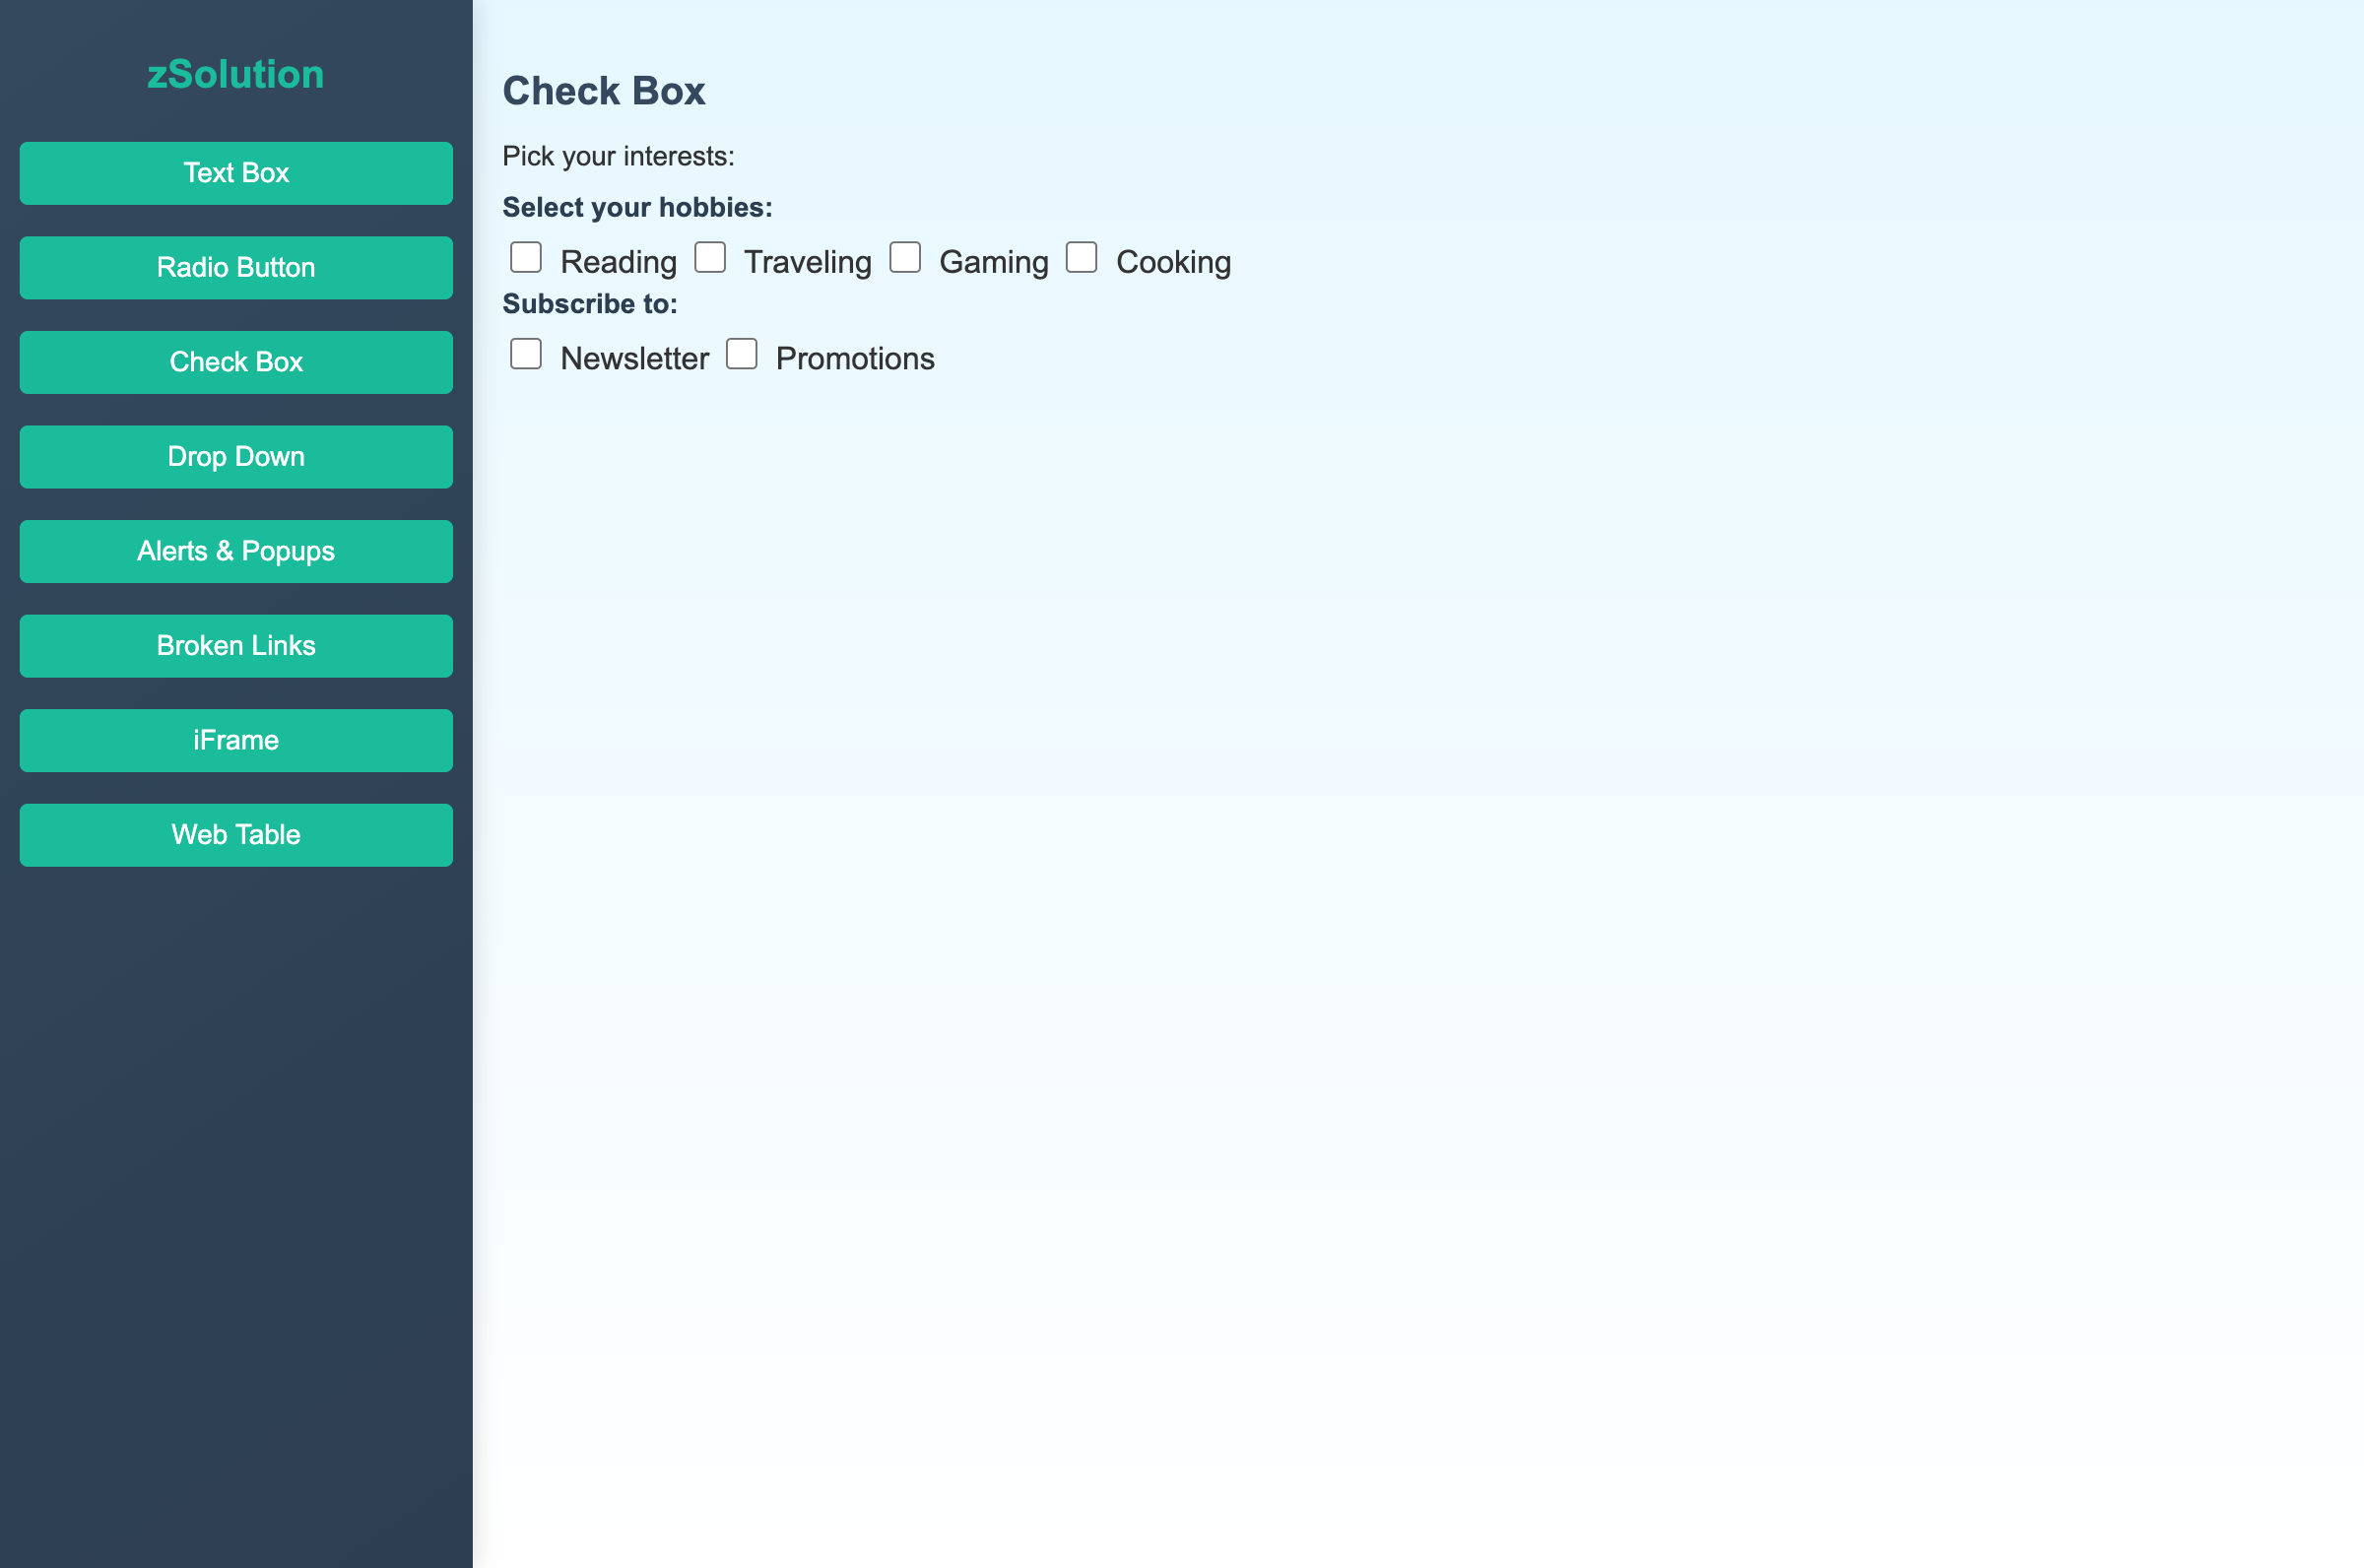 zSolution
Text Box
Radio Button
Check Box
Drop Down
Alerts & Popups
Broken Links
iFrame
Web Table
Check Box
Pick your interests:
Select your hobbies:
Reading Traveling Gaming Cooking
Subscribe to:
Newsletter Promotions